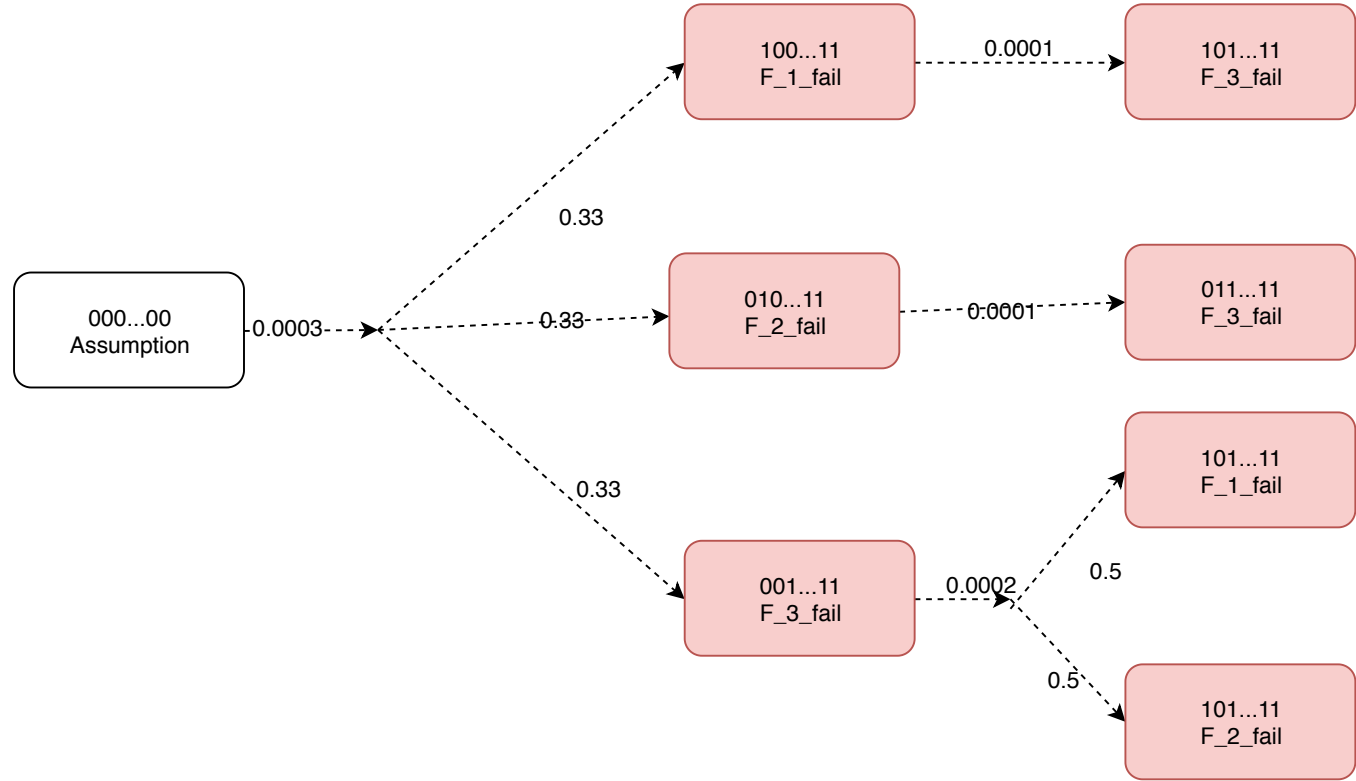 100...11
F_1_fail
0.0001
101...11
F_3_fail
0.33
000...00
Assumption
0.0003
0.33
010...11
F_2_fail
0.0001
011...11
F_3_fail
0.33
001...11
F_3_fail
0.0002
101...11
F_1_fail
0.5
0.5
101...11
F_2_fail